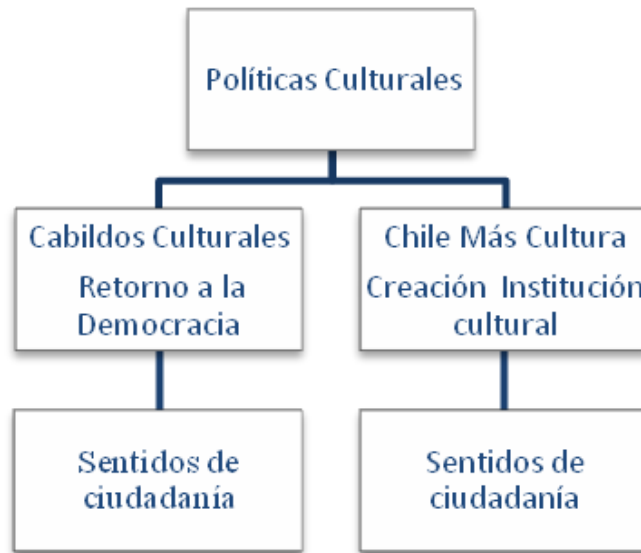 Políticas Culturales
Cabildos Culturales
Retorno a la
Democracia
Chile Más Cultura
Creación Institución
cultural
Sentidos de
ciudadanía
Sentidos de
ciudadanía